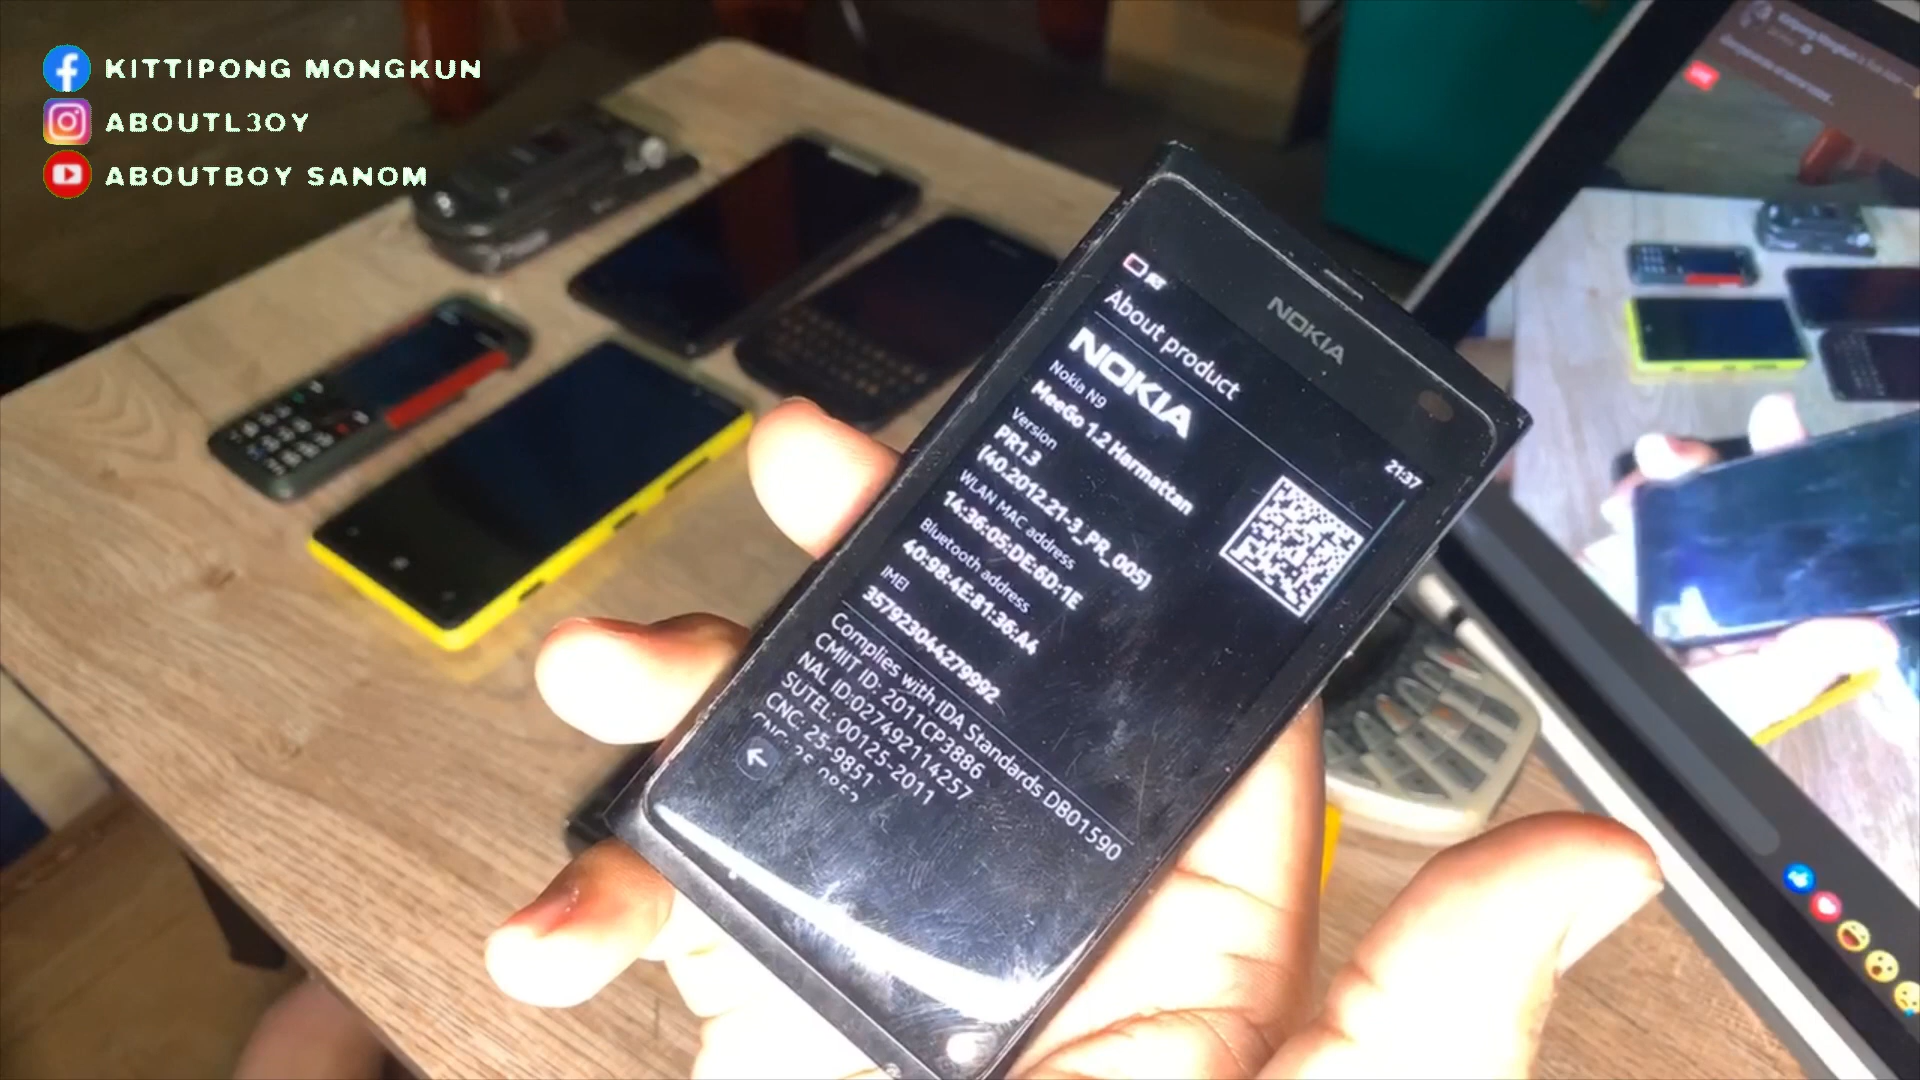 KITTIPONG MONGKUN
ABOUTL3OY
ABOUTBOY SANOM
NOKIA
21:37
About product
NOKIA
Nokia N9
MeeGo 1.2 Harmattan
Version
PR1.3
(40.2012.21-3_PR_005)
WLAN MAC address
14:36:05:DE:6D:1E
Bluetooth address
40:98:4E:81:36:A4
IMEI
357923044279992
Complies with IDA Standards DB01590
CMIIT ID: 2011CP3886
NAL ID:027492114257
SUTEL: 00125-2011
CNC: 25-9851